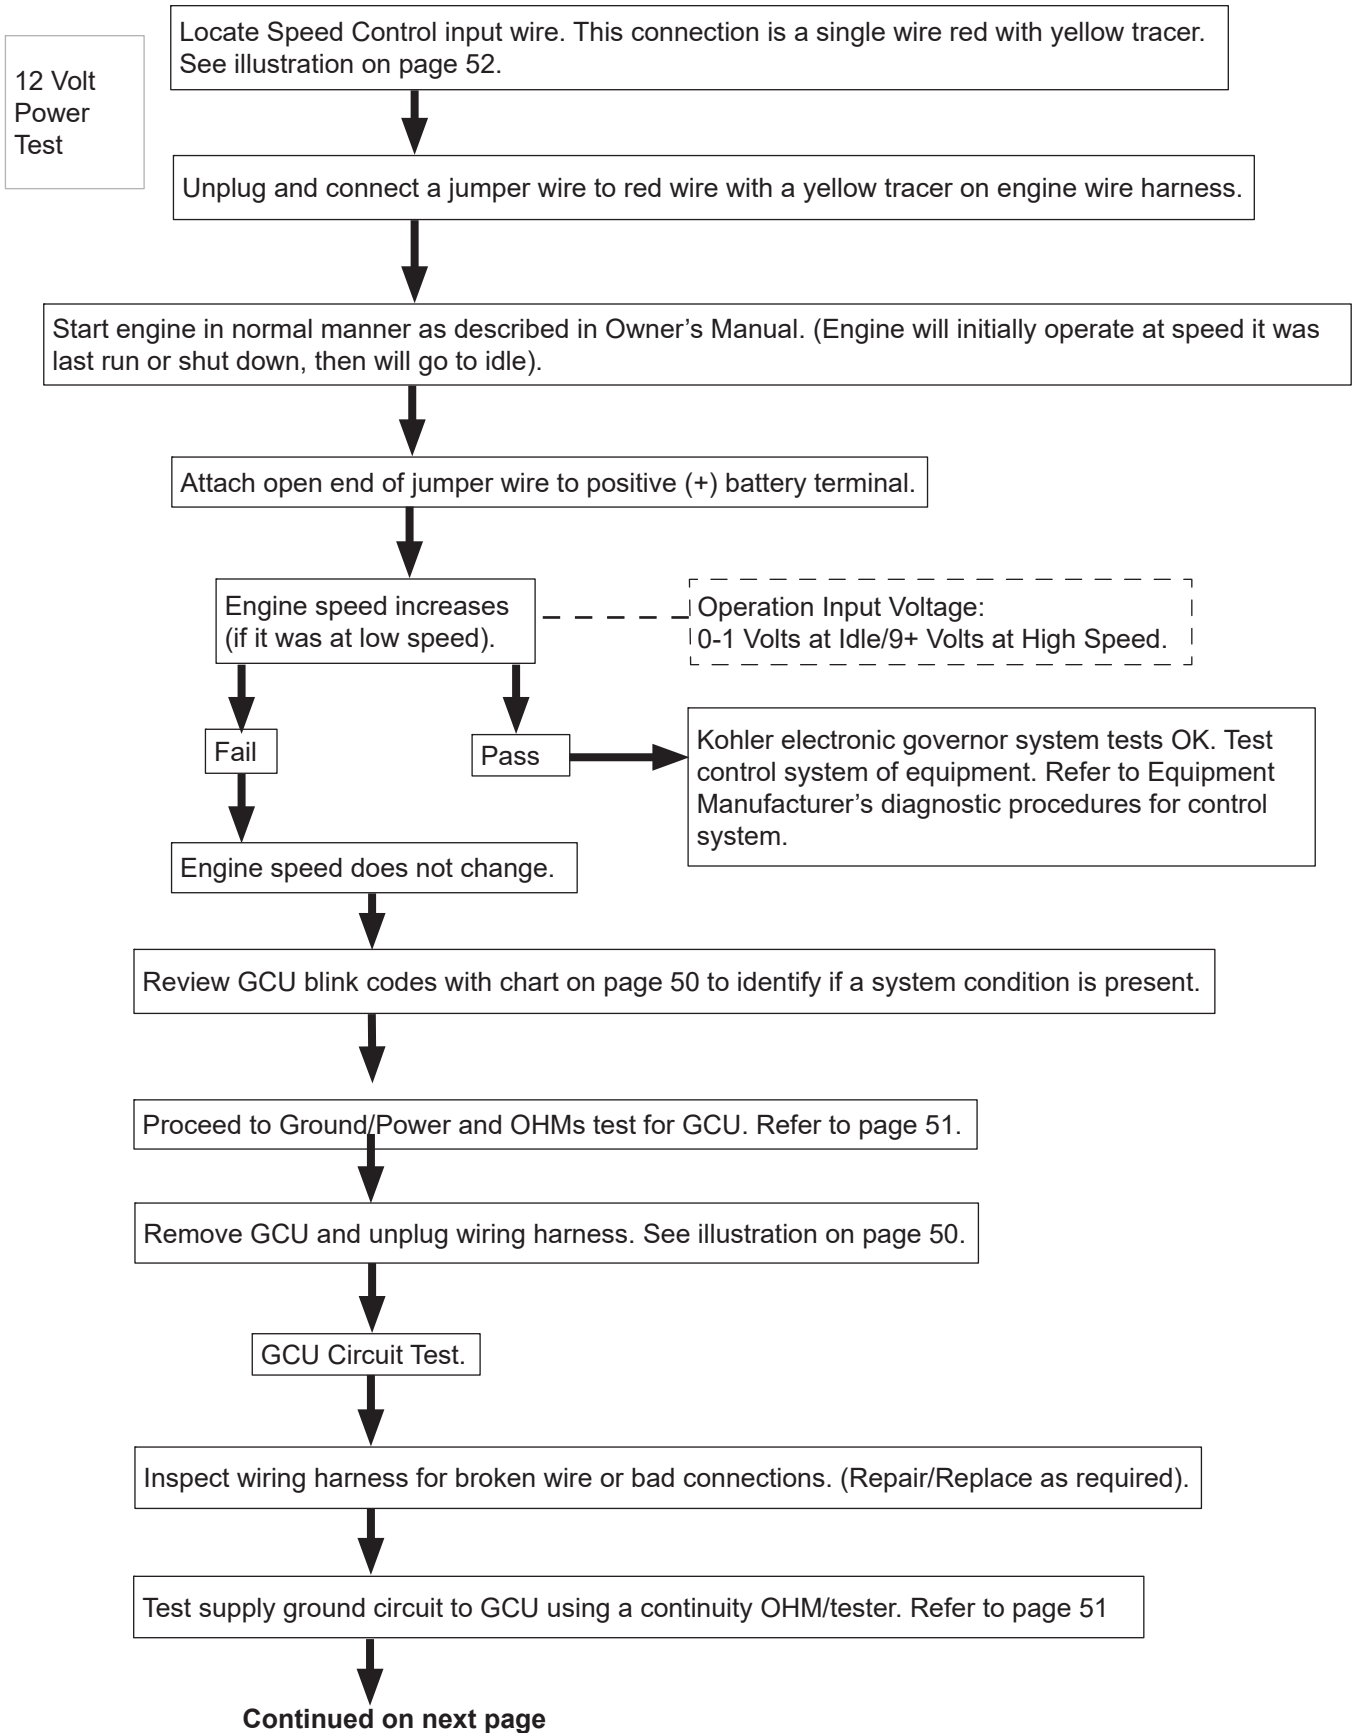 12 Volt
Power
Test
Locate Speed Control input wire. This connection is a single wire red with yellow tracer.
See illustration on page 52.
Unplug and connect a jumper wire to red wire with a yellow tracer on engine wire harness.
Start engine in normal manner as described in Owner’s Manual. (Engine will initially operate at speed it was
last run or shut down, then will go to idle).
Attach open end of jumper wire to positive (+) battery terminal.
Engine speed increases
(if it was at low speed).
Operation Input Voltage:
0-1 Volts at Idle/9+ Volts at High Speed.
Fail
Pass
Kohler electronic governor system tests OK. Test
control system of equipment. Refer to Equipment
Manufacturer’s diagnostic procedures for control
system.
Engine speed does not change.
Review GCU blink codes with chart on page 50 to identify if a system condition is present.
Proceed to Ground/Power and OHMs test for GCU. Refer to page 51.
Remove GCU and unplug wiring harness. See illustration on page 50.
GCU Circuit Test.
Inspect wiring harness for broken wire or bad connections. (Repair/Replace as required).
Test supply ground circuit to GCU using a continuity OHM/tester. Refer to page 51
Continued on next page